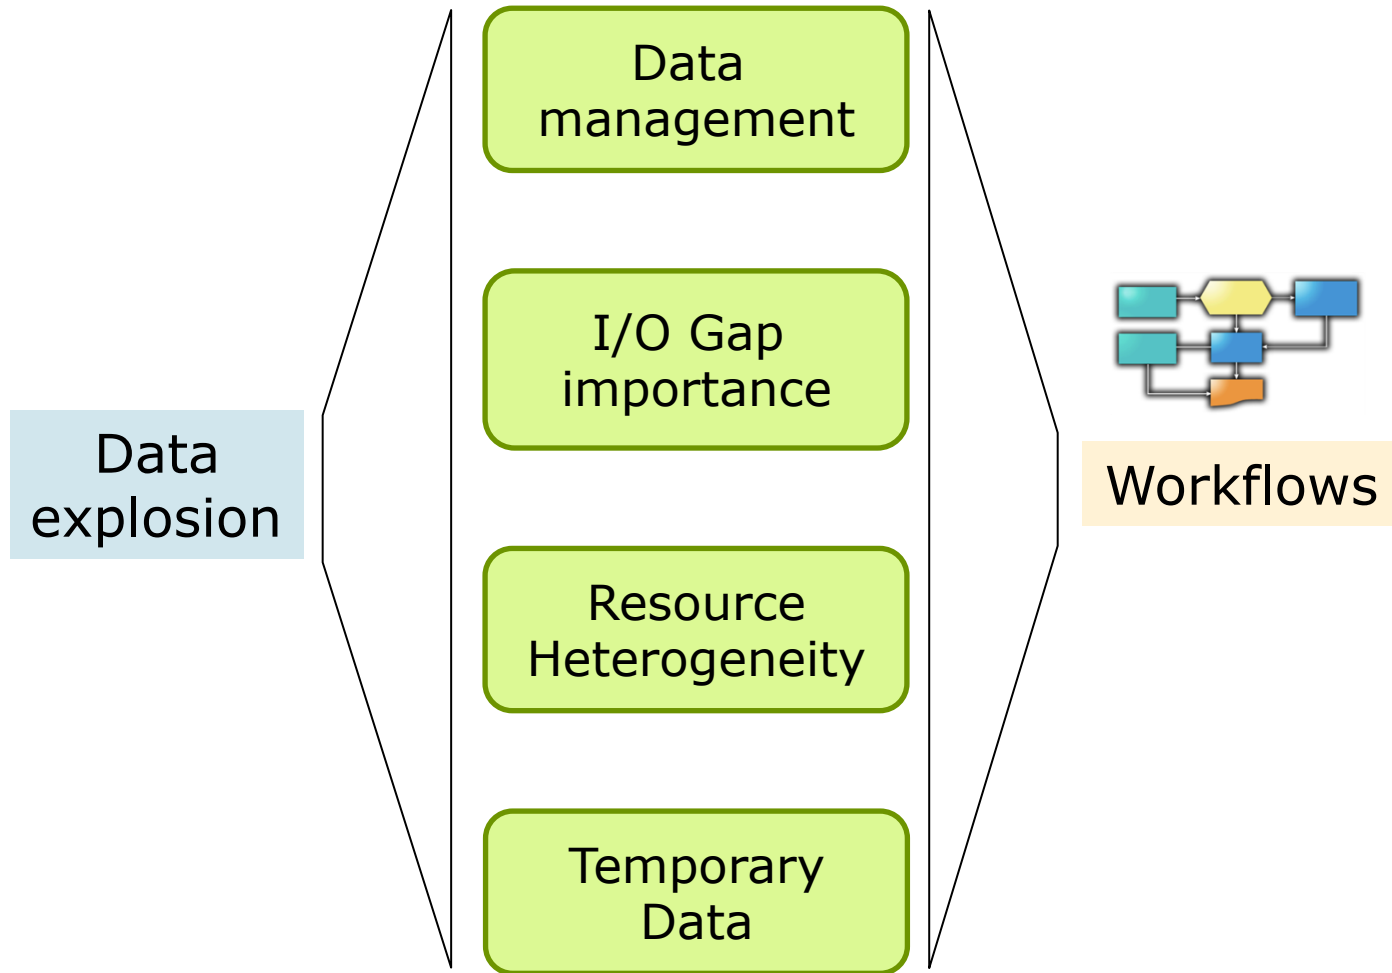 Data
management
I/O Gap
importance
Data
explosion
Workflows
Resource
Heterogeneity
Temporary
Data